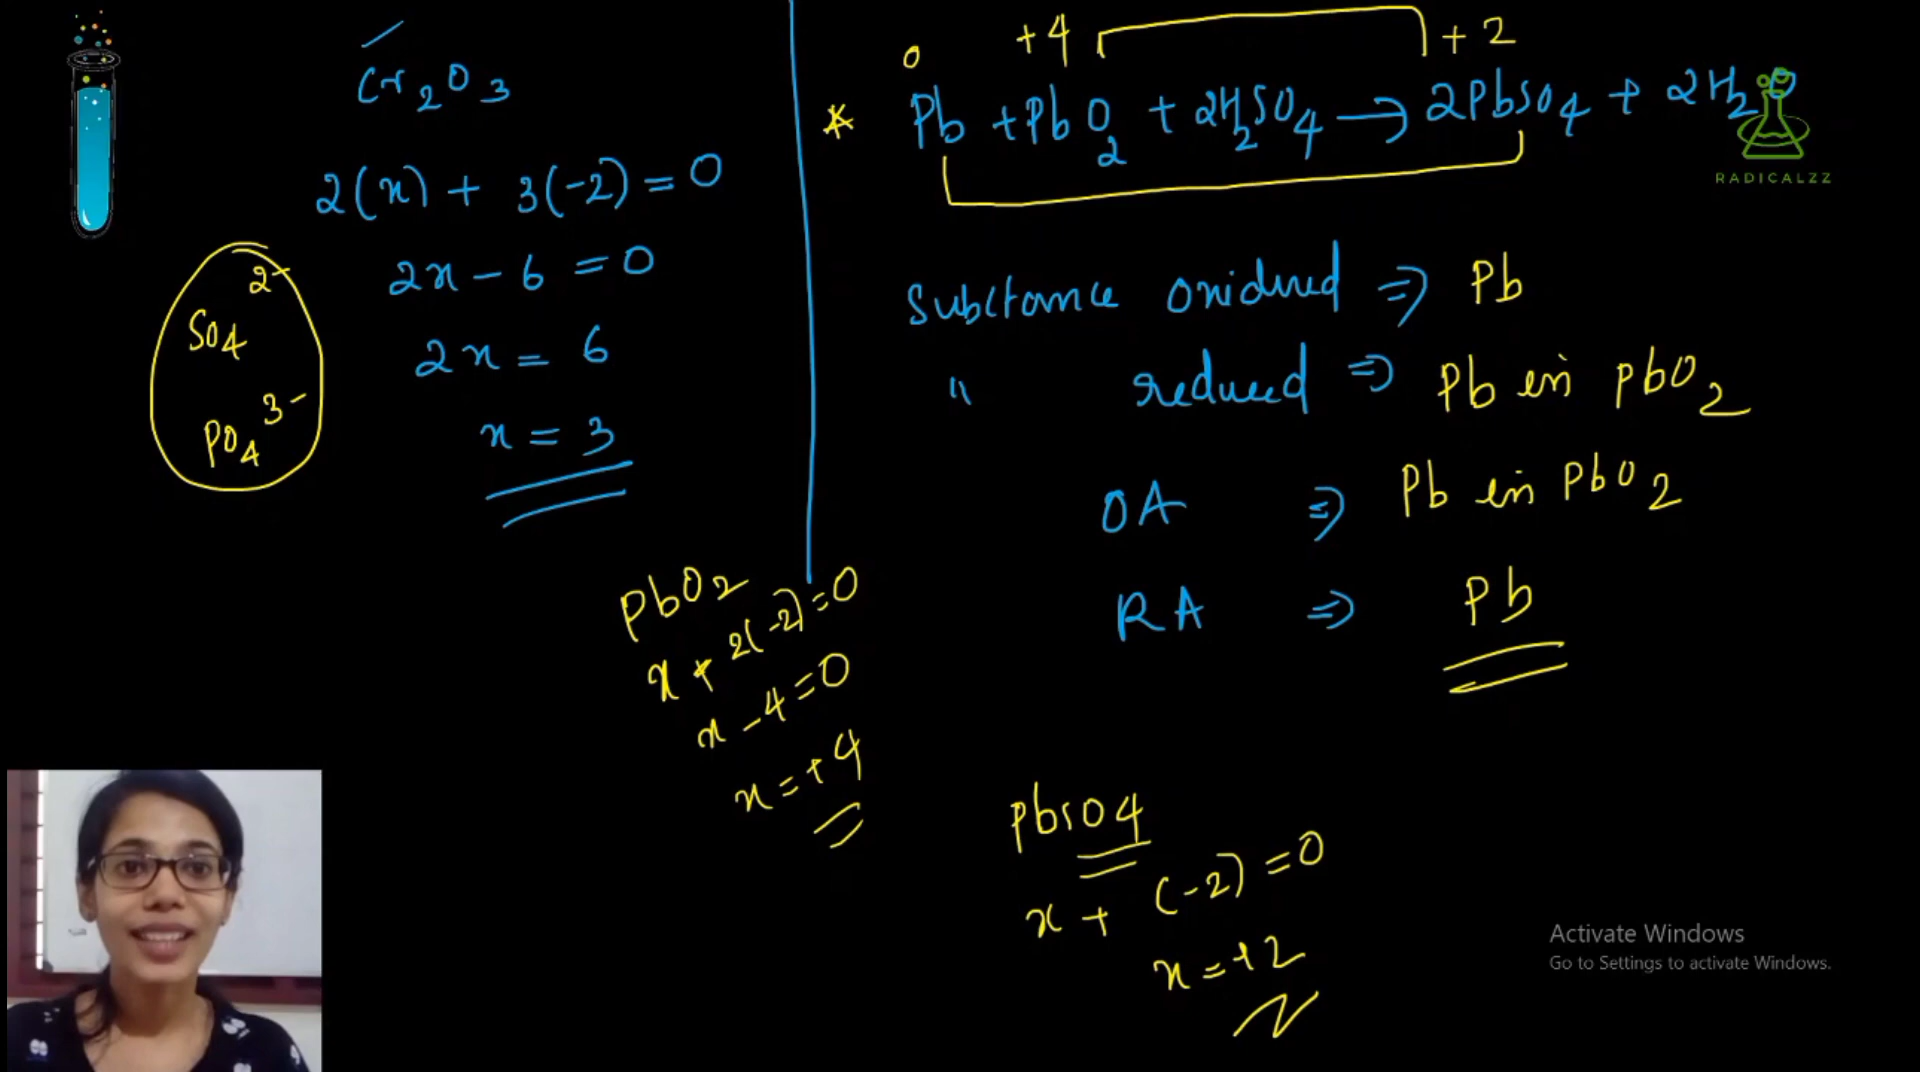 Cr2O3
2(x) + 3(-2) = 0
2x - 6 = 0
2x = 6
x = 3
SO4 2-
PO4 3-
0 +4 +2
* Pb + PbO2 + 2H2SO4 → 2PbSO4 + 2H2O
RADICALZZ
Substance oxidised ⇒ Pb
" reduced ⇒ Pb in PbO2
OA ⇒ Pb in PbO2
RA ⇒ Pb
PbO2
x + 2(-2) = 0
x - 4 = 0
x = +4
PbSO4
x + (-2) = 0
x = +2
Activate Windows
Go to Settings to activate Windows.